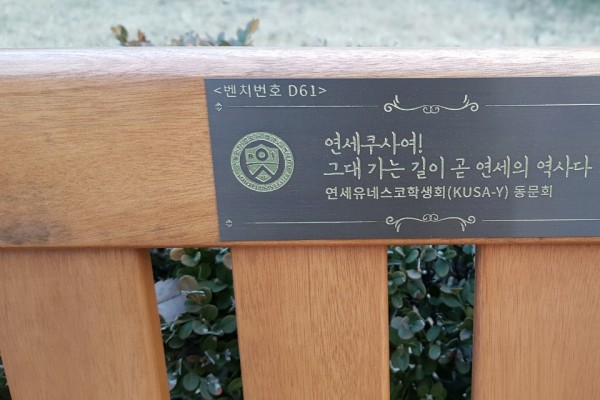 <벤치번호 D61>
연세쿠사여!
그대 가는 길이 곧 연세의 역사다
연세유네스코학생회(KUSA-Y) 동문회